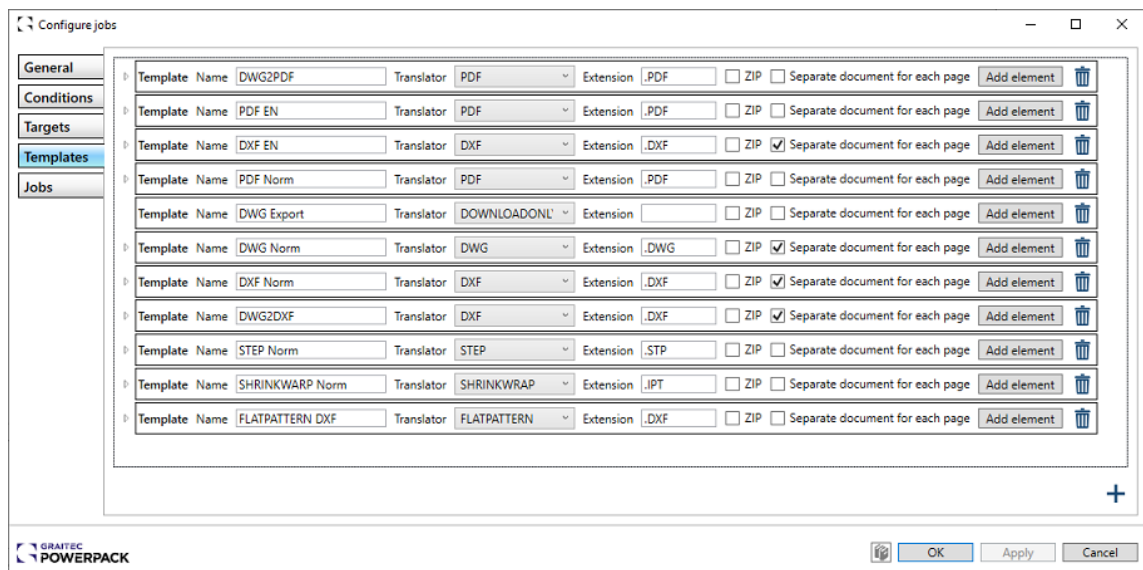 Configure jobs
General
Conditions
Targets
Templates
Jobs
Template Name DWG2PDF Translator PDF Extension .PDF ZIP Separate document for each page Add element
Template Name PDF EN Translator PDF Extension .PDF ZIP Separate document for each page Add element
Template Name DXF EN Translator DXF Extension .DXF ZIP Separate document for each page Add element
Template Name PDF Norm Translator PDF Extension .PDF ZIP Separate document for each page Add element
Template Name DWG Export Translator DOWNLOADONLY Extension ZIP Separate document for each page Add element
Template Name DWG Norm Translator DWG Extension .DWG ZIP Separate document for each page Add element
Template Name DXF Norm Translator DXF Extension .DXF ZIP Separate document for each page Add element
Template Name DWG2DXF Translator DXF Extension .DXF ZIP Separate document for each page Add element
Template Name STEP Norm Translator STEP Extension .STP ZIP Separate document for each page Add element
Template Name SHRINKWARP Norm Translator SHRINKWRAP Extension .IPT ZIP Separate document for each page Add element
Template Name FLATPATTERN DXF Translator FLATPATTERN Extension .DXF ZIP Separate document for each page Add element
GRAITEC
POWERPACK
OK Apply Cancel